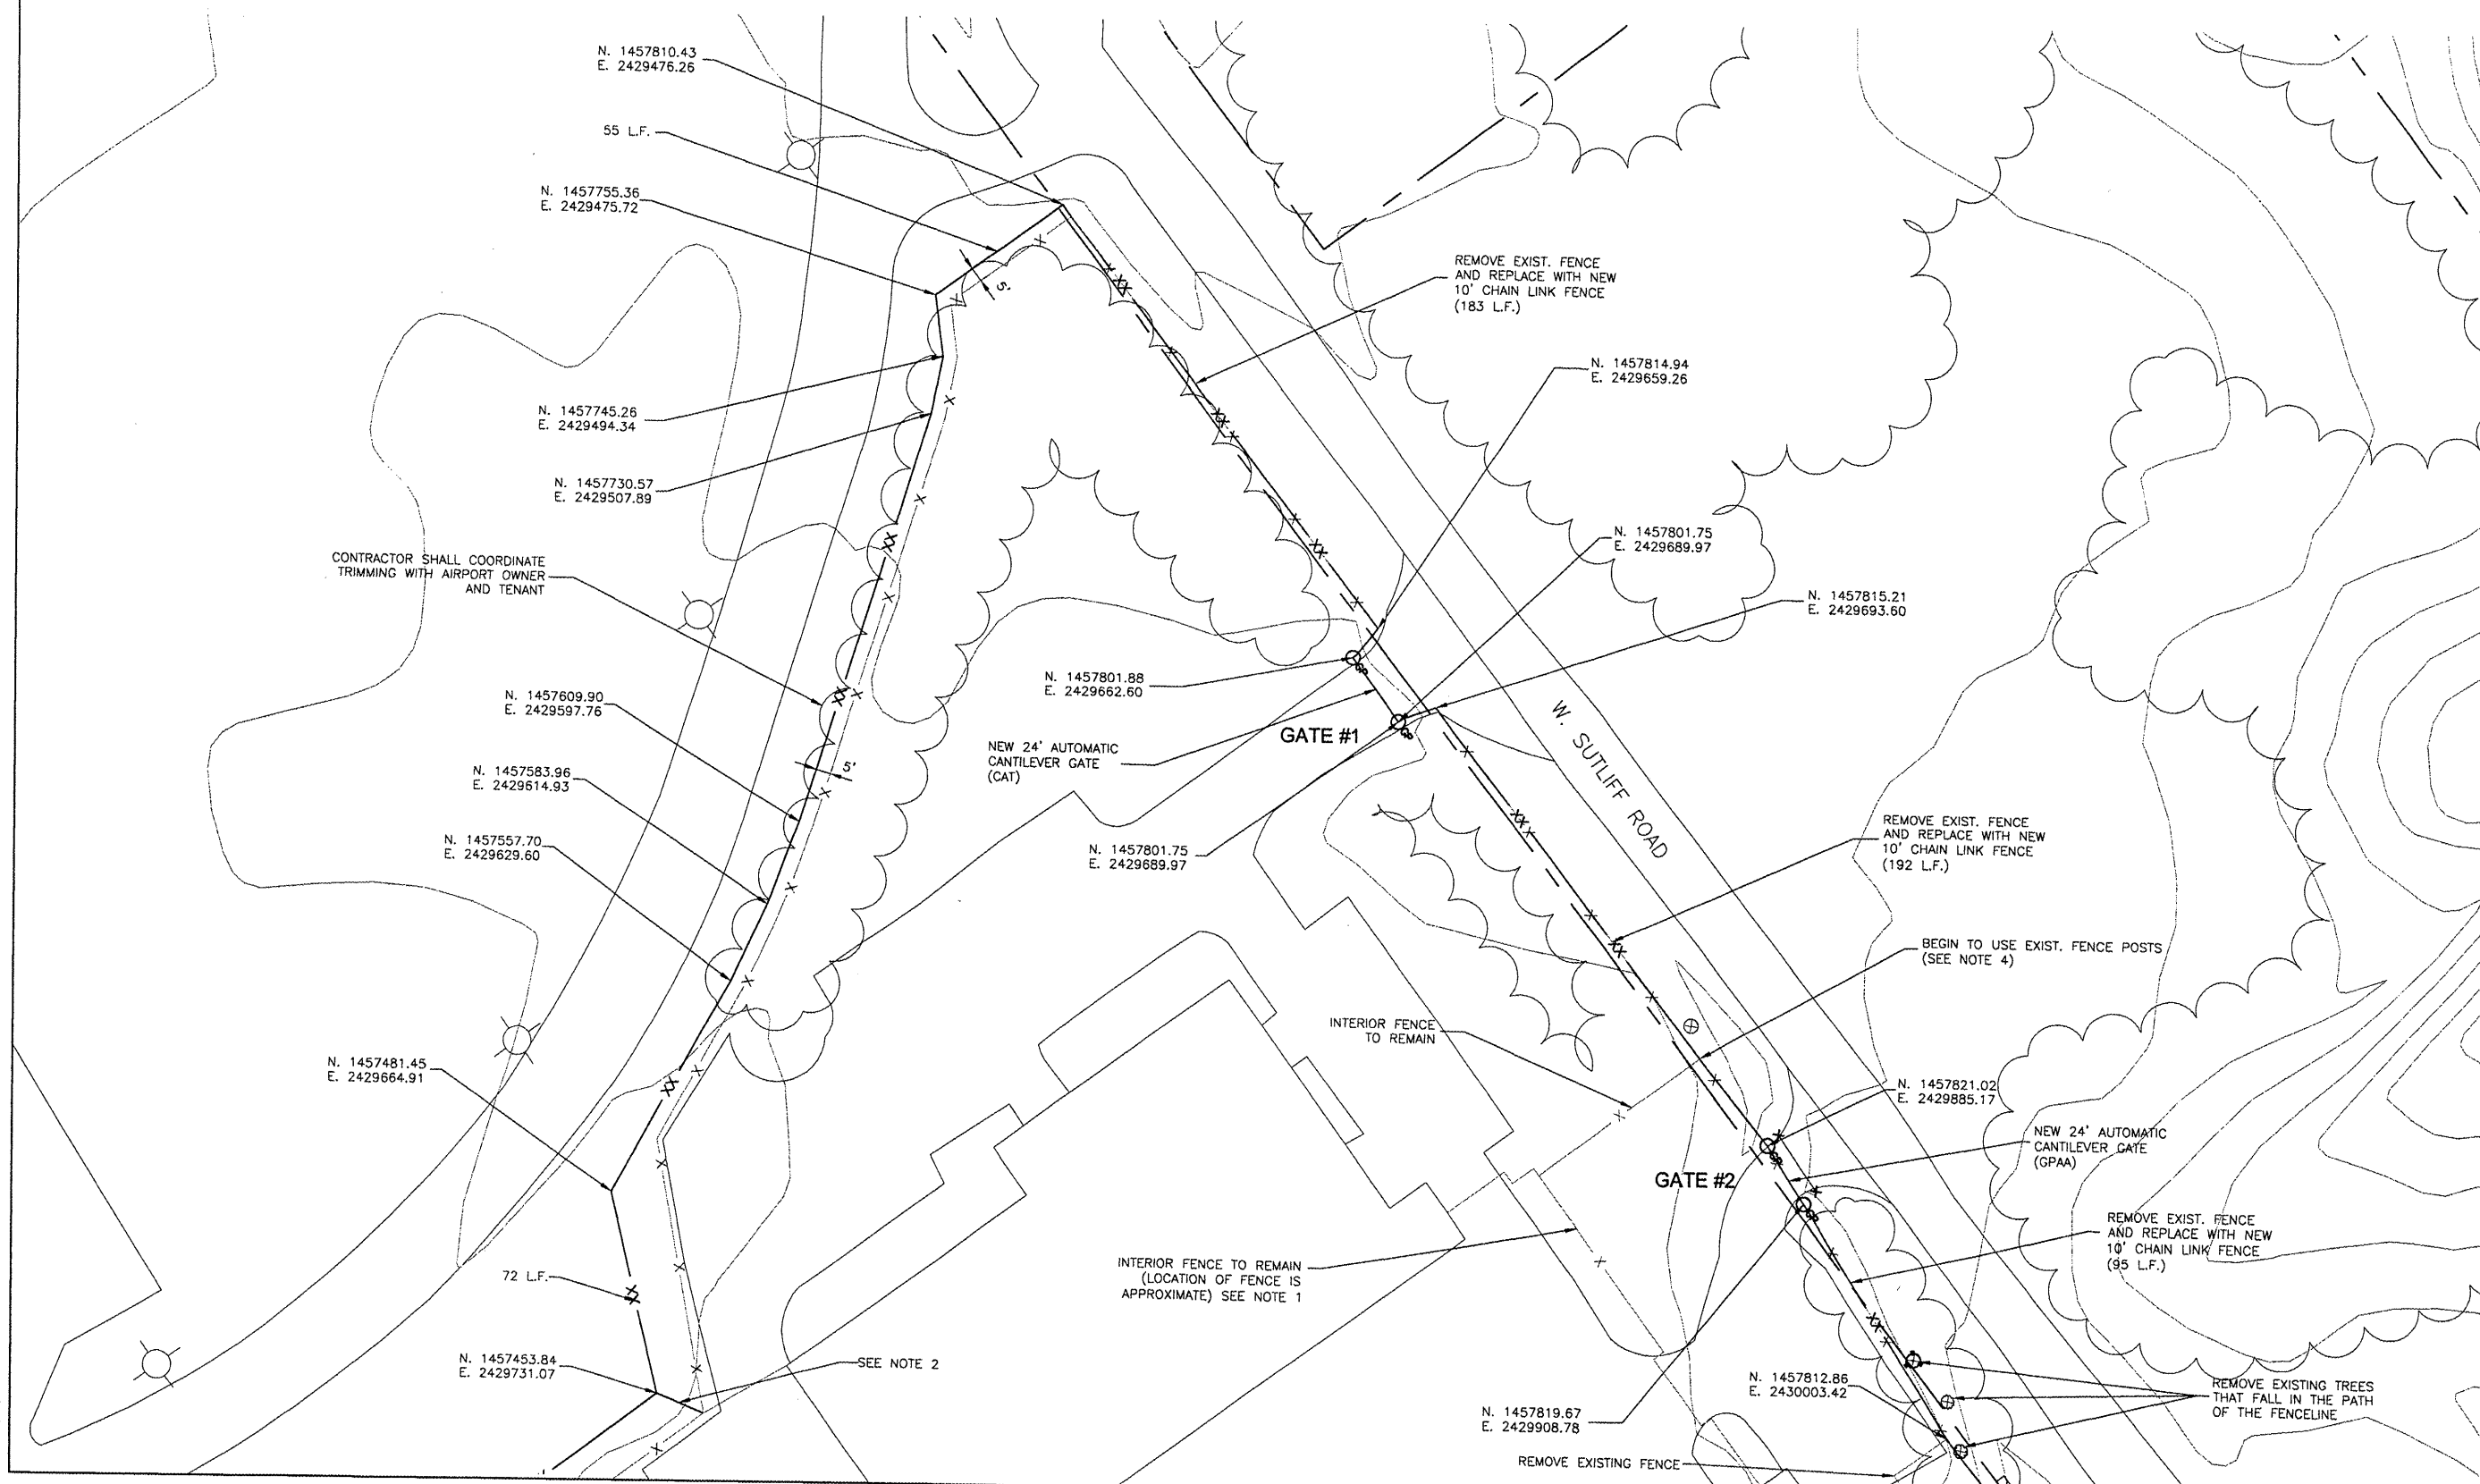 N. 1457810.43
E. 2429476.26
55 L.F.
N. 1457755.36
E. 2429475.72
5'
REMOVE EXIST. FENCE
AND REPLACE WITH NEW
10' CHAIN LINK FENCE
(183 L.F.)
N. 1457814.94
E. 2429659.26
N. 1457745.26
E. 2429494.34
N. 1457730.57
E. 2429507.89
CONTRACTOR SHALL COORDINATE
TRIMMING WITH AIRPORT OWNER
AND TENANT
N. 1457801.75
E. 2429689.97
N. 1457815.21
E. 2429693.60
N. 1457801.88
E. 2429662.60
GP
N. 1457609.90
E. 2429597.76
GATE #1
GP
W. SUTLIFF ROAD
NEW 24' AUTOMATIC
CANTILEVER GATE
(CAT)
N. 1457583.96
E. 2429614.93
5'
N. 1457557.70
E. 2429629.60
N. 1457801.75
E. 2429689.97
REMOVE EXIST. FENCE
AND REPLACE WITH NEW
10' CHAIN LINK FENCE
(192 L.F.)
BEGIN TO USE EXIST. FENCE POSTS
(SEE NOTE 4)
INTERIOR FENCE
TO REMAIN
N. 1457481.45
E. 2429664.91
N. 1457821.02
E. 2429885.17
NEW 24' AUTOMATIC
CANTILEVER GATE
(GPAA)
GP
GATE #2
GP
REMOVE EXIST. FENCE
AND REPLACE WITH NEW
10' CHAIN LINK FENCE
(95 L.F.)
INTERIOR FENCE TO REMAIN
(LOCATION OF FENCE IS
APPROXIMATE) SEE NOTE 1
72 L.F.
N. 1457453.84
E. 2429731.07
SEE NOTE 2
N. 1457812.86
E. 2430003.42
REMOVE EXISTING TREES
THAT FALL IN THE PATH
OF THE FENCELINE
N. 1457819.67
E. 2429908.78
REMOVE EXISTING FENCE